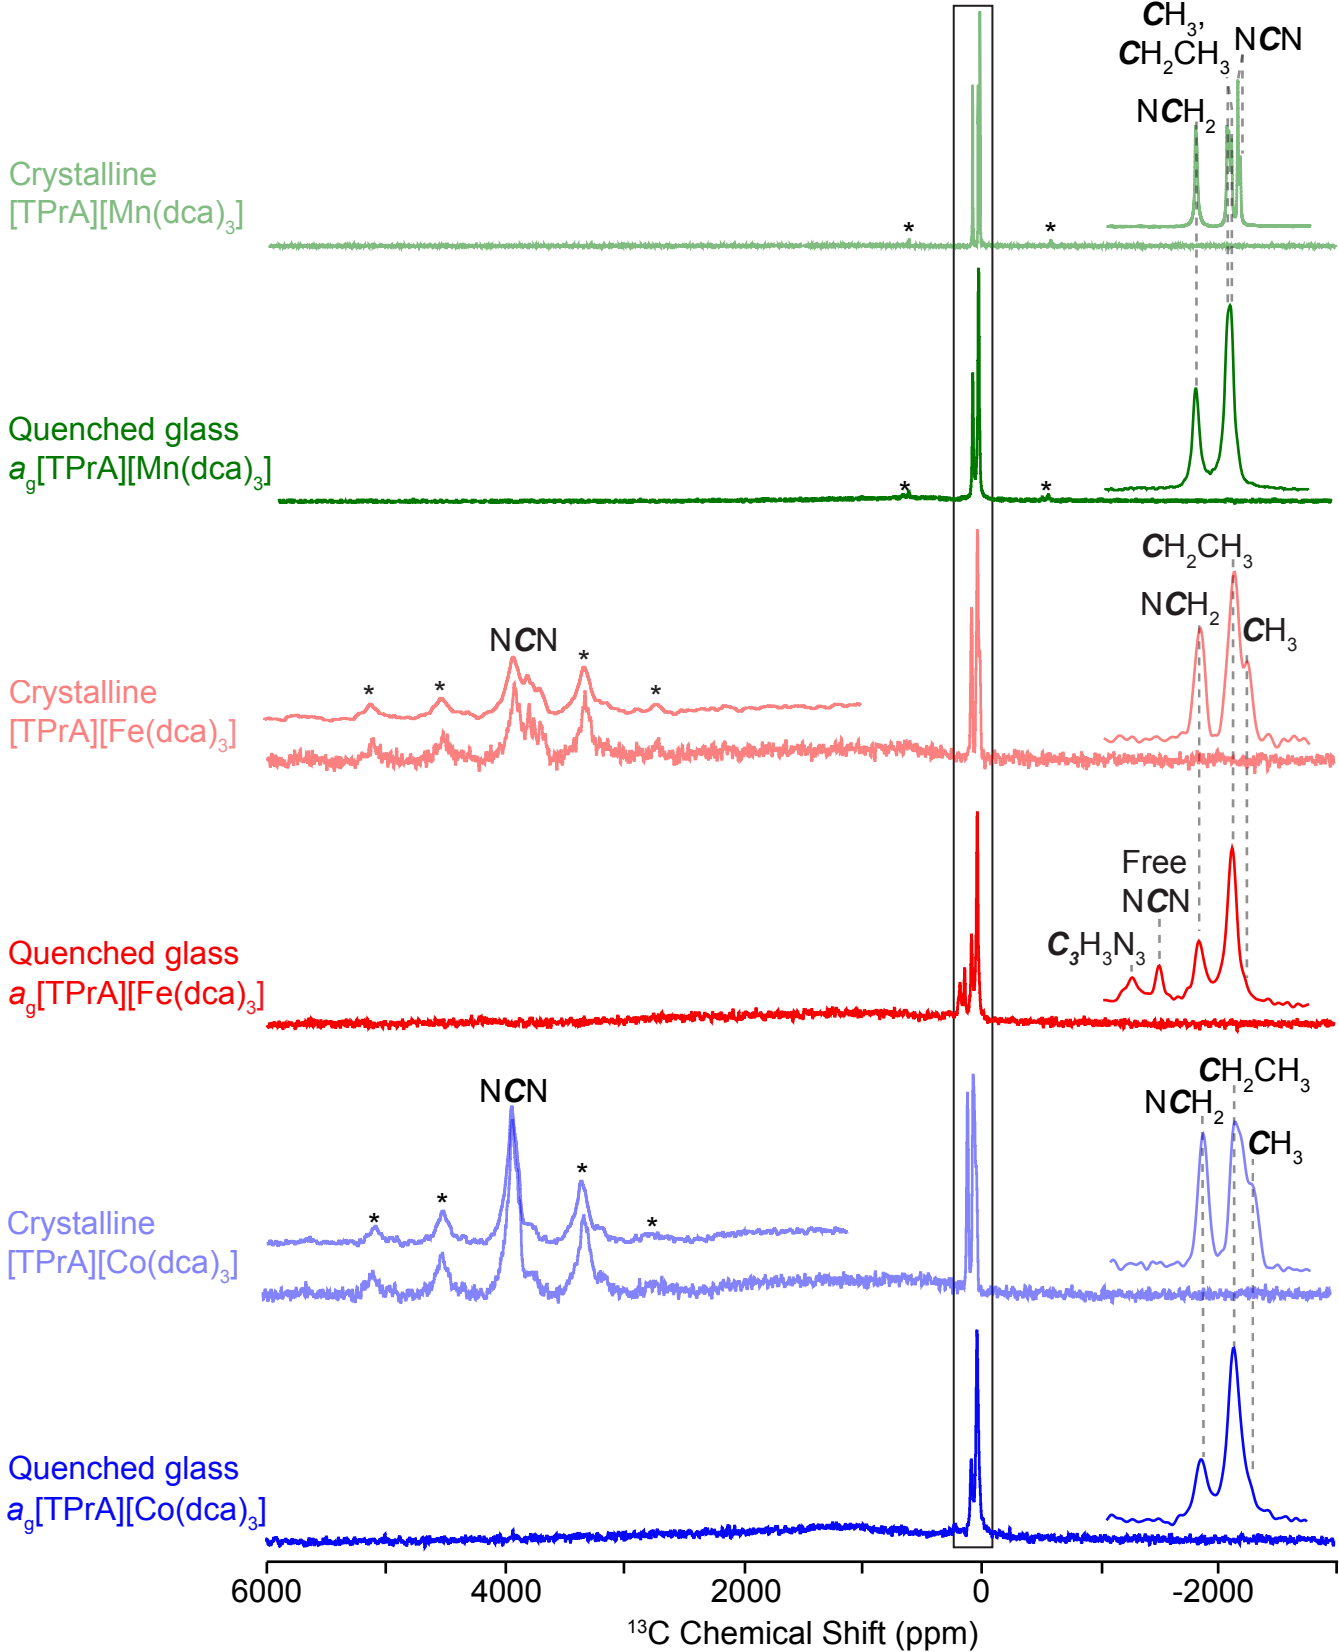 CH₃,
CH₂CH₃ NCN
NCH₂
Crystalline
[TPrA][Mn(dca)₃]
* *
Quenched glass
a_g[TPrA][Mn(dca)₃]
* *
CH₂CH₃
NCH₂
CH₃
NCN
* * * *
Crystalline
[TPrA][Fe(dca)₃]
Free
NCN
C₃H₃N₃
Quenched glass
a_g[TPrA][Fe(dca)₃]
CH₂CH₃
NCH₂
CH₃
NCN
* * * *
Crystalline
[TPrA][Co(dca)₃]
Quenched glass
a_g[TPrA][Co(dca)₃]
6000 4000 2000 0 -2000
¹³C Chemical Shift (ppm)